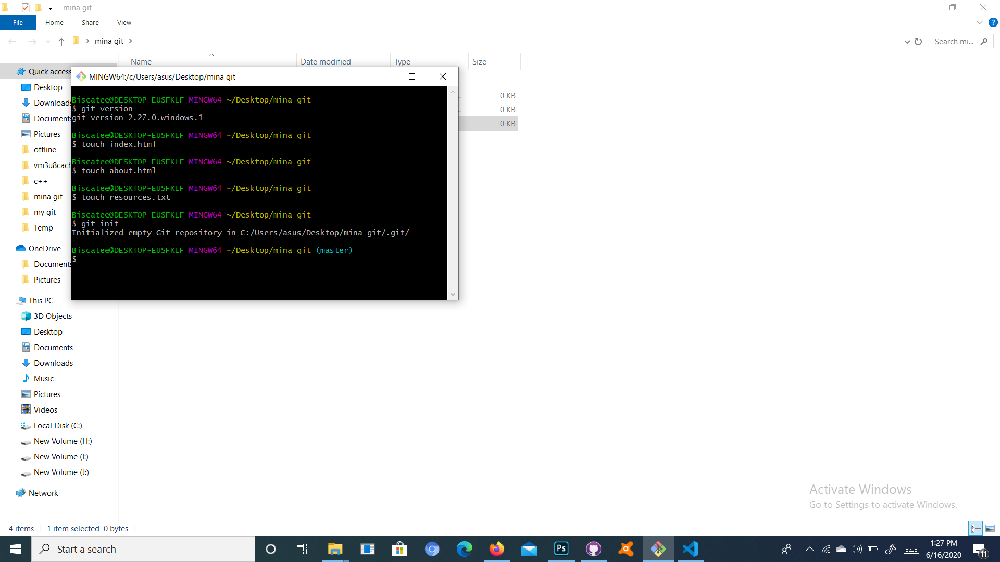 mina git
File Home Share View
mina git
Search mi...
Name Date modified Type Size
Quick access
Desktop
Downloads
Documents
Pictures
offline
vm3u8cach
c++
mina git
my git
Temp
OneDrive
Documents
Pictures
This PC
3D Objects
Desktop
Documents
Downloads
Music
Pictures
Videos
Local Disk (C:)
New Volume (H:)
New Volume (I:)
New Volume (J:)
Network
MINGW64:/c/Users/asus/Desktop/mina git
Biscatee@DESKTOP-EUSFKLF MINGW64 ~/Desktop/mina git
$ git version
git version 2.27.0.windows.1
Biscatee@DESKTOP-EUSFKLF MINGW64 ~/Desktop/mina git
$ touch index.html
Biscatee@DESKTOP-EUSFKLF MINGW64 ~/Desktop/mina git
$ touch about.html
Biscatee@DESKTOP-EUSFKLF MINGW64 ~/Desktop/mina git
$ touch resources.txt
Biscatee@DESKTOP-EUSFKLF MINGW64 ~/Desktop/mina git
$ git init
Initialized empty Git repository in C:/Users/asus/Desktop/mina git/.git/
Biscatee@DESKTOP-EUSFKLF MINGW64 ~/Desktop/mina git (master)
$
0 KB
0 KB
0 KB
Activate Windows
Go to Settings to activate Windows.
4 items 1 item selected 0 bytes
Start a search
Ps
1:27 PM
6/16/2020
11